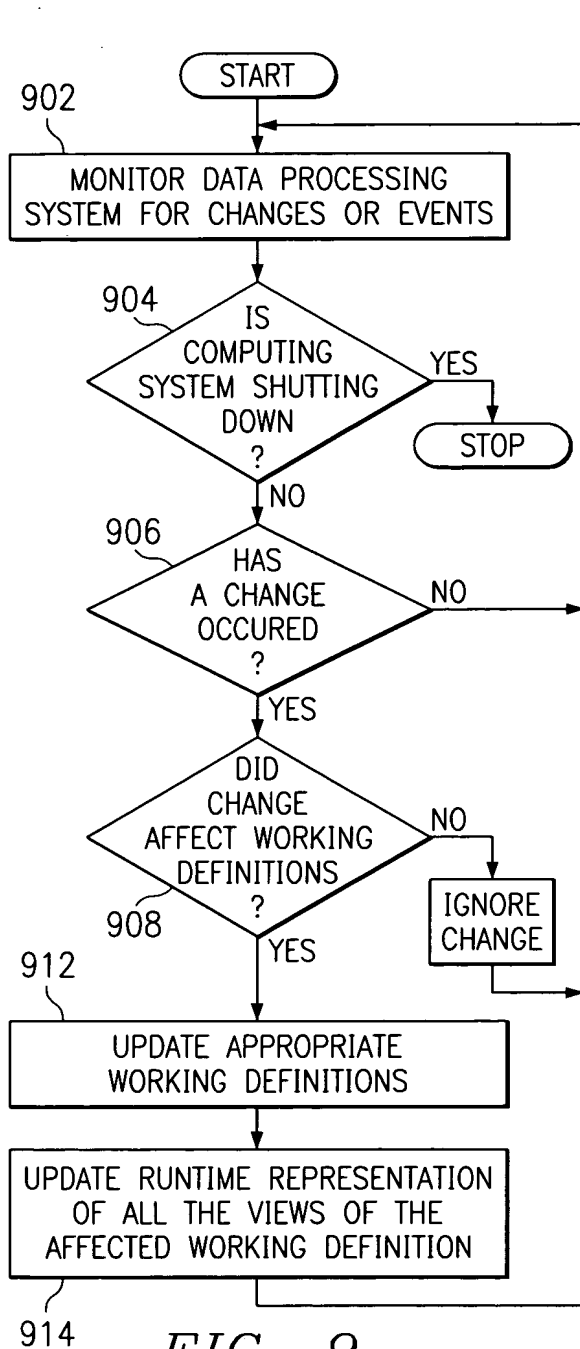 START
902
MONITOR DATA PROCESSING
SYSTEM FOR CHANGES OR EVENTS
904
IS
COMPUTING
SYSTEM SHUTTING
DOWN
?
YES
STOP
NO
906
HAS
A CHANGE
OCCURED
?
NO
YES
DID
CHANGE
AFFECT WORKING
DEFINITIONS
?
NO
908
IGNORE
CHANGE
YES
912
UPDATE APPROPRIATE
WORKING DEFINITIONS
UPDATE RUNTIME REPRESENTATION
OF ALL THE VIEWS OF THE
AFFECTED WORKING DEFINITION
914
FIG. 9